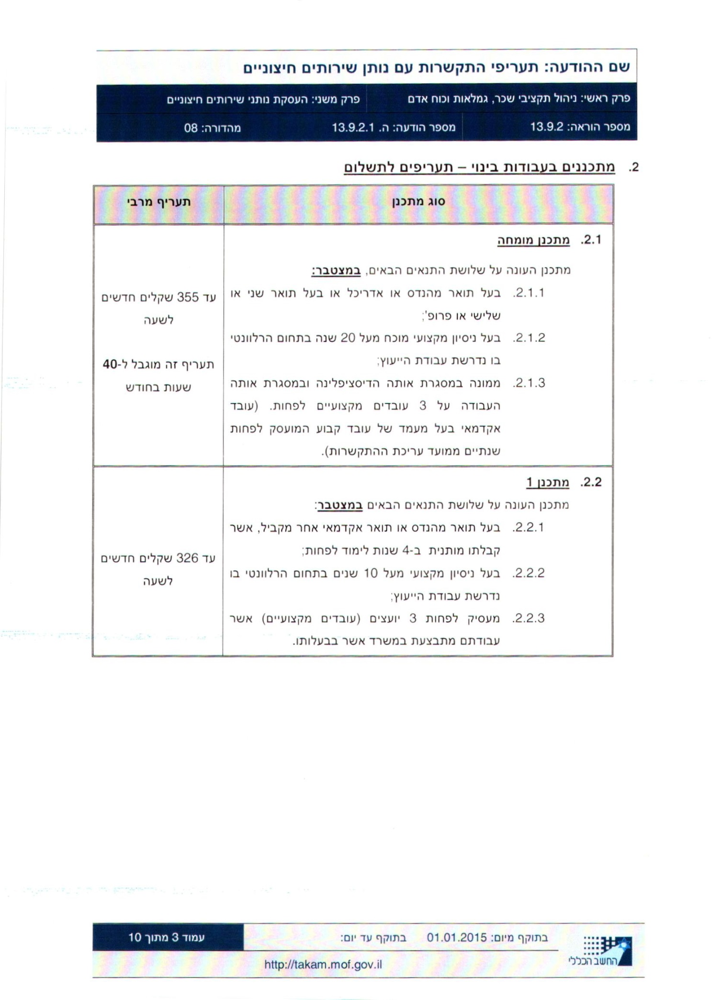 שם ההודעה: תעריפי התקשרות עם נותן שירותים חיצוניים
פרק ראשי: ניהול תקציבי שכר, גמלאות וכוח אדם פרק משני: העסקת נותני שירותים חיצוניים
מספר הוראה: 13.9.2 מספר הודעה: ה. 13.9.2.1 מהדורה: 08
2. מתכננים בעבודות בינוי – תעריפים לתשלום
סוג מתכנן תעריף מרבי
2.1. מתכנן מומחה
מתכנן העונה על שלושת התנאים הבאים, במצטבר:
2.1.1. בעל תואר מהנדס או אדריכל או בעל תואר שני או
שלישי או פרופ';
2.1.2. בעל ניסיון מקצועי מוכח מעל 20 שנה בתחום הרלוונטי
בו נדרשת עבודת הייעוץ;
2.1.3. ממונה במסגרת אותה הדיסציפלינה ובמסגרת אותה
העבודה על 3 עובדים מקצועיים לפחות. (עובד
אקדמאי בעל מעמד של עובד קבוע המועסק לפחות
שנתיים ממועד עריכת ההתקשרות).
עד 355 שקלים חדשים
לשעה
תעריף זה מוגבל ל-40
שעות בחודש
2.2. מתכנן 1
מתכנן העונה על שלושת התנאים הבאים במצטבר:
2.2.1. בעל תואר מהנדס או תואר אקדמאי אחר מקביל, אשר
קבלתו מותנית ב-4 שנות לימוד לפחות;
2.2.2. בעל ניסיון מקצועי מעל 10 שנים בתחום הרלוונטי בו
נדרשת עבודת הייעוץ;
2.2.3. מעסיק לפחות 3 יועצים (עובדים מקצועיים) אשר
עבודתם מתבצעת במשרד אשר בבעלותו.
עד 326 שקלים חדשים
לשעה
החשב הכללי
בתוקף מיום: 01.01.2015 בתוקף עד יום: עמוד 3 מתוך 10
http://takam.mof.gov.il